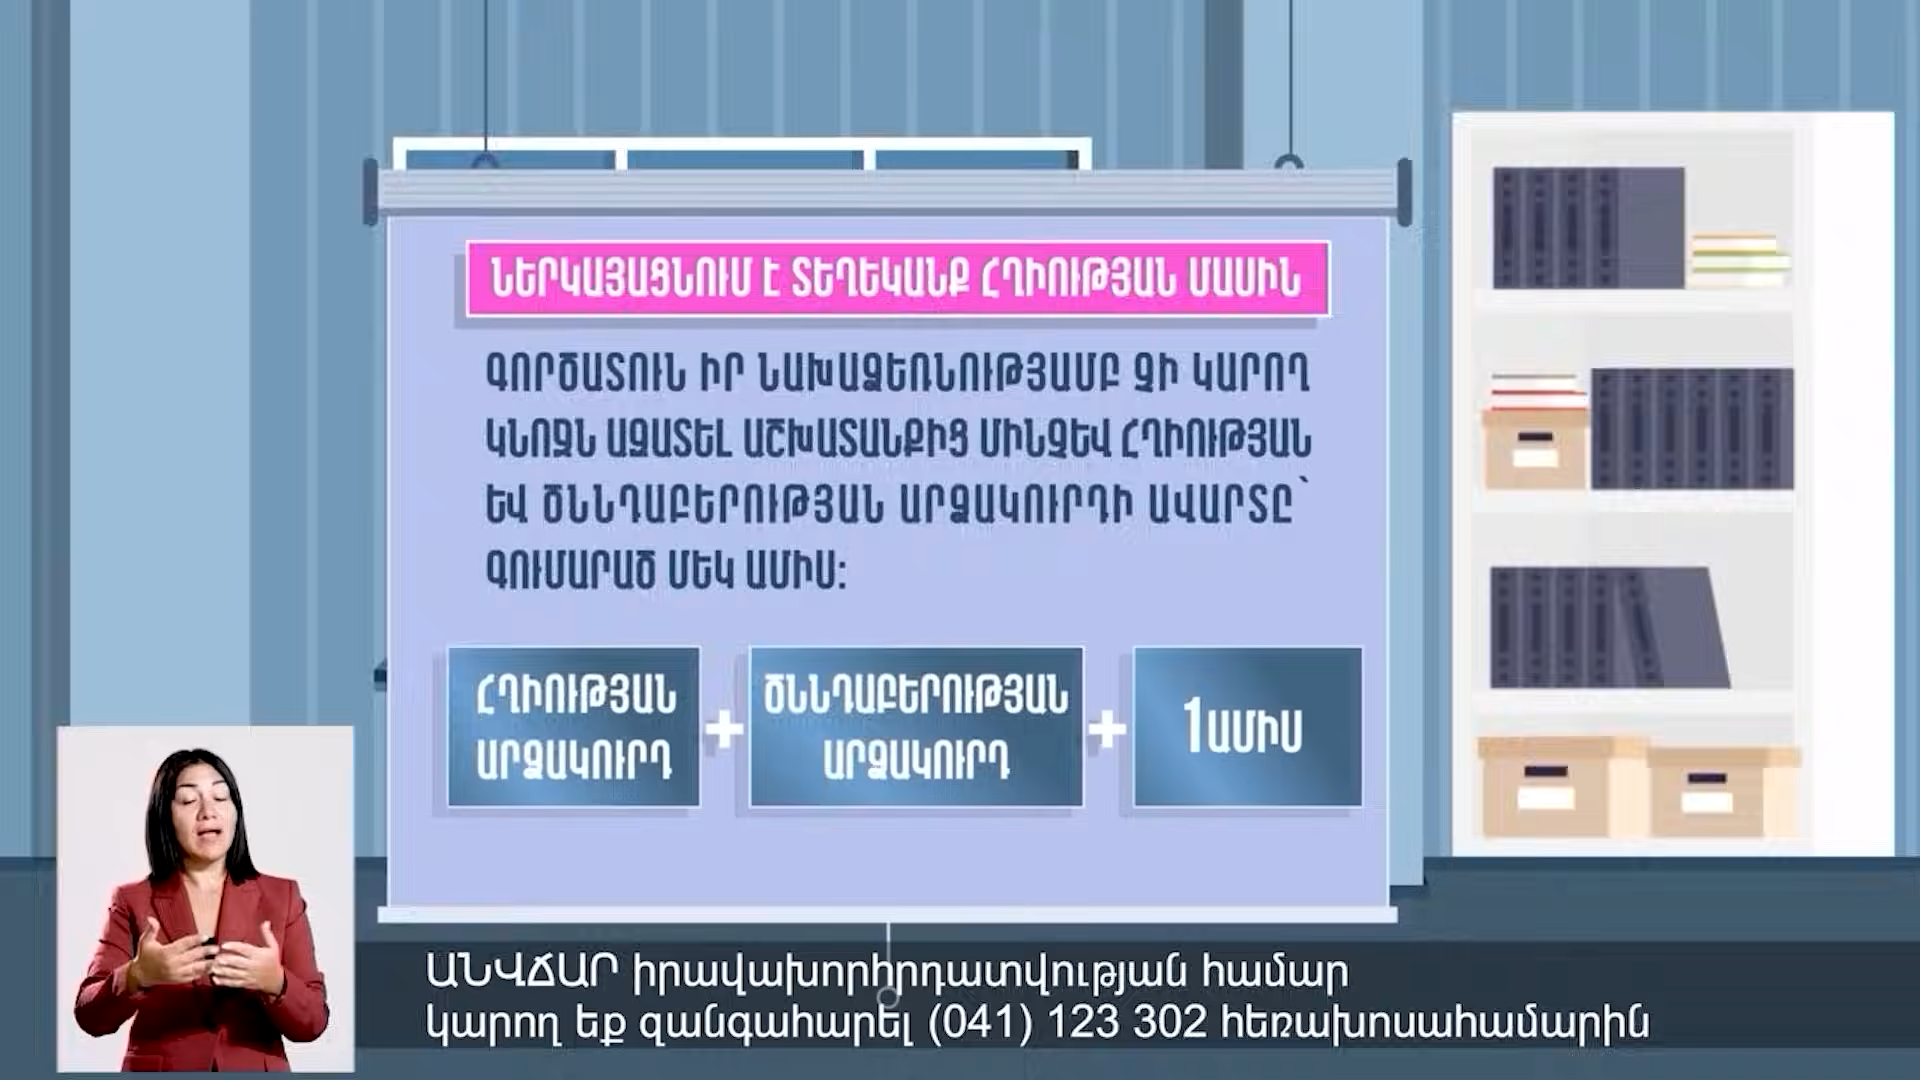 ՆԵՐԿԱՅԱՑՆՈՒՄ Է ՏԵՂԵԿԱՆՔ ՀՂԻՈՒԹՅԱՆ ՄԱՍԻՆ
ԳՈՐԾԱՏՈՒՆ ԻՐ ՆԱԽԱՁԵՌՆՈՒԹՅԱՄԲ ՉԻ ԿԱՐՈՂ
ԿՆՈՋՆ ԱԶԱՏԵԼ ԱՇԽԱՏԱՆՔԻՑ ՄԻՆՉԵՎ ՀՂԻՈՒԹՅԱՆ
ԵՎ ԾՆՆԴԱԲԵՐՈՒԹՅԱՆ ԱՐՁԱԿՈՒՐԴԻ ԱՎԱՐՏԸ՝
ԳՈՒՄԱՐԱԾ ՄԵԿ ԱՄԻՍ։
ՀՂԻՈՒԹՅԱՆ
ԱՐՁԱԿՈՒՐԴ
+
ԾՆՆԴԱԲԵՐՈՒԹՅԱՆ
ԱՐՁԱԿՈՒՐԴ
+
1ԱՄԻՍ
ԱՆՎՃԱՐ իրավախորհրդատվության համար
կարող եք զանգահարել (041) 123 302 հեռախոսահամարին